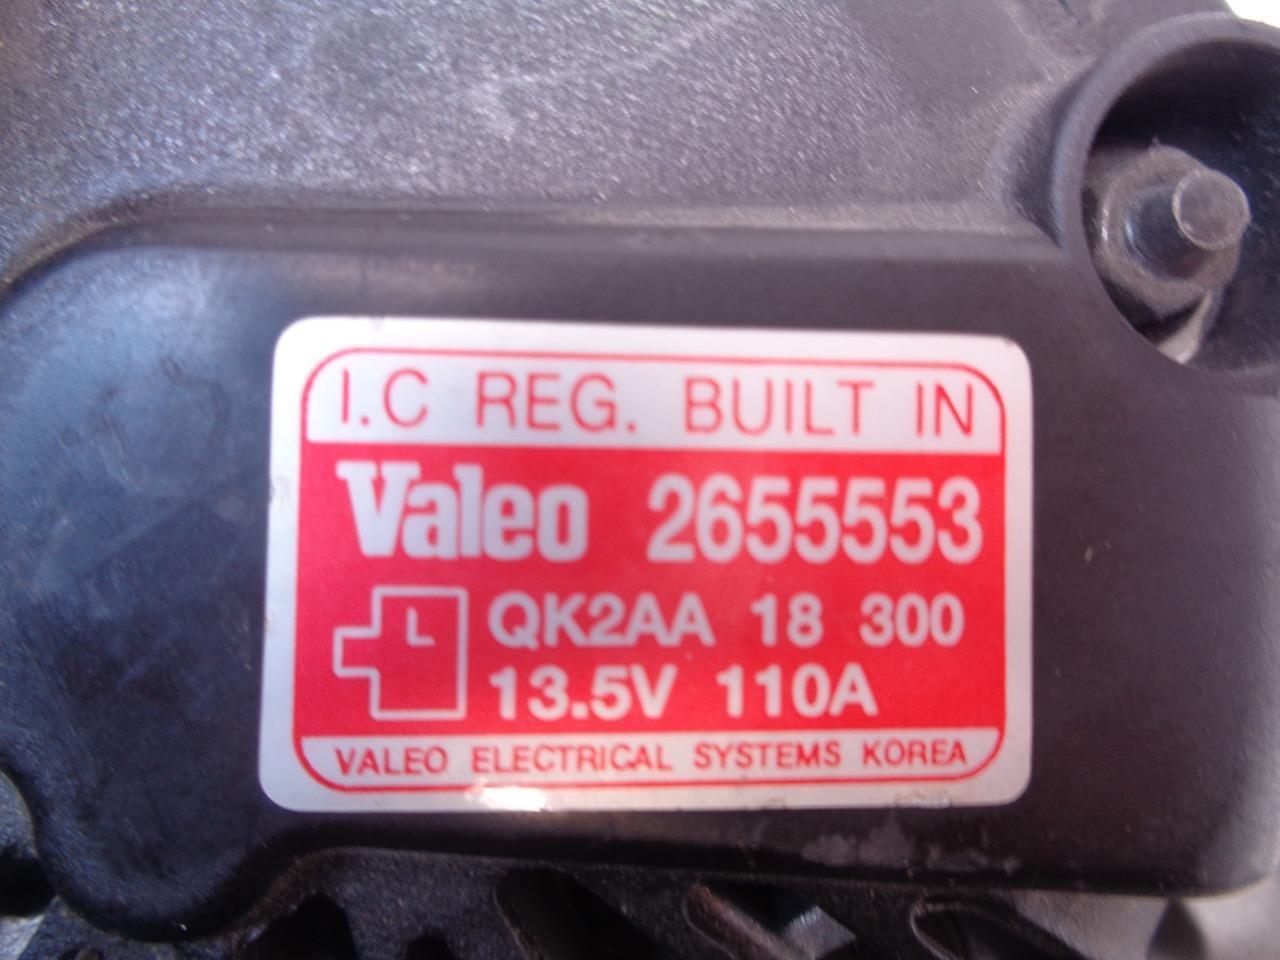 I.C REG. BUILT IN
Valeo 2655553
L QK2AA 18 300
13.5V 110A
VALEO ELECTRICAL SYSTEMS KOREA